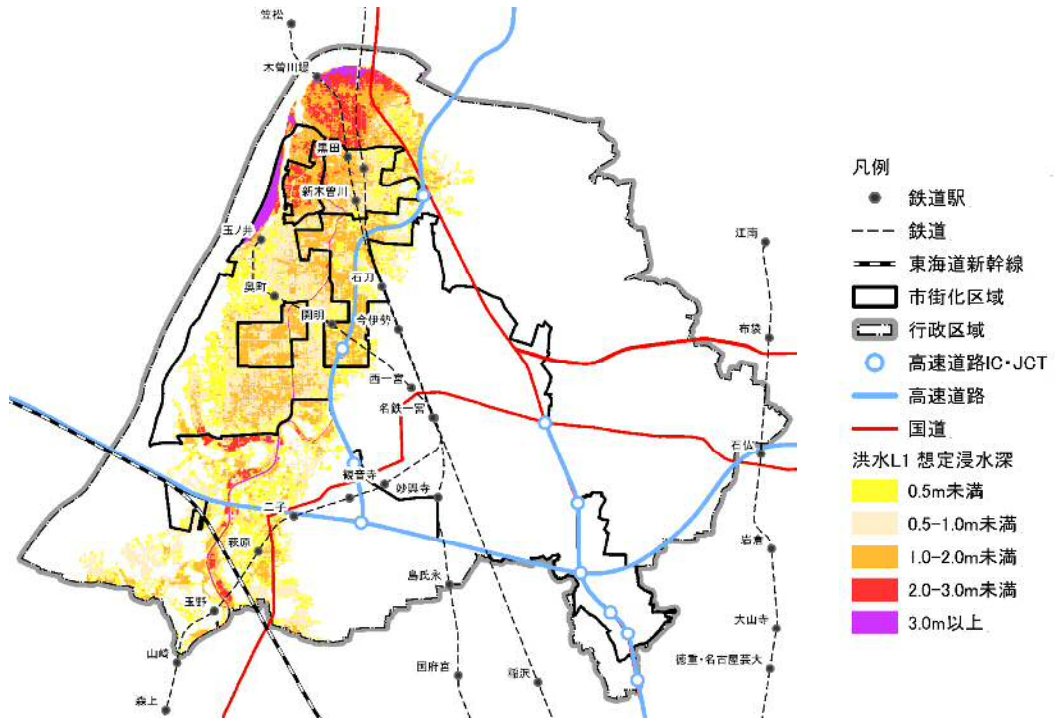 笠松
木曽川堤
黒田
新木曽川
玉ノ井
石刀
奥町
開明
今伊勢
西一宮
名鉄一宮
観音寺
妙興寺
二子
萩原
島氏永
玉野
山崎
森上
国府宮
稲沢
江南
布袋
石仏
岩倉
大山寺
徳重・名古屋芸大
凡例
鉄道駅
鉄道
東海道新幹線
市街化区域
行政区域
高速道路IC・JCT
高速道路
国道
洪水L1 想定浸水深
0.5m未満
0.5-1.0m未満
1.0-2.0m未満
2.0-3.0m未満
3.0m以上